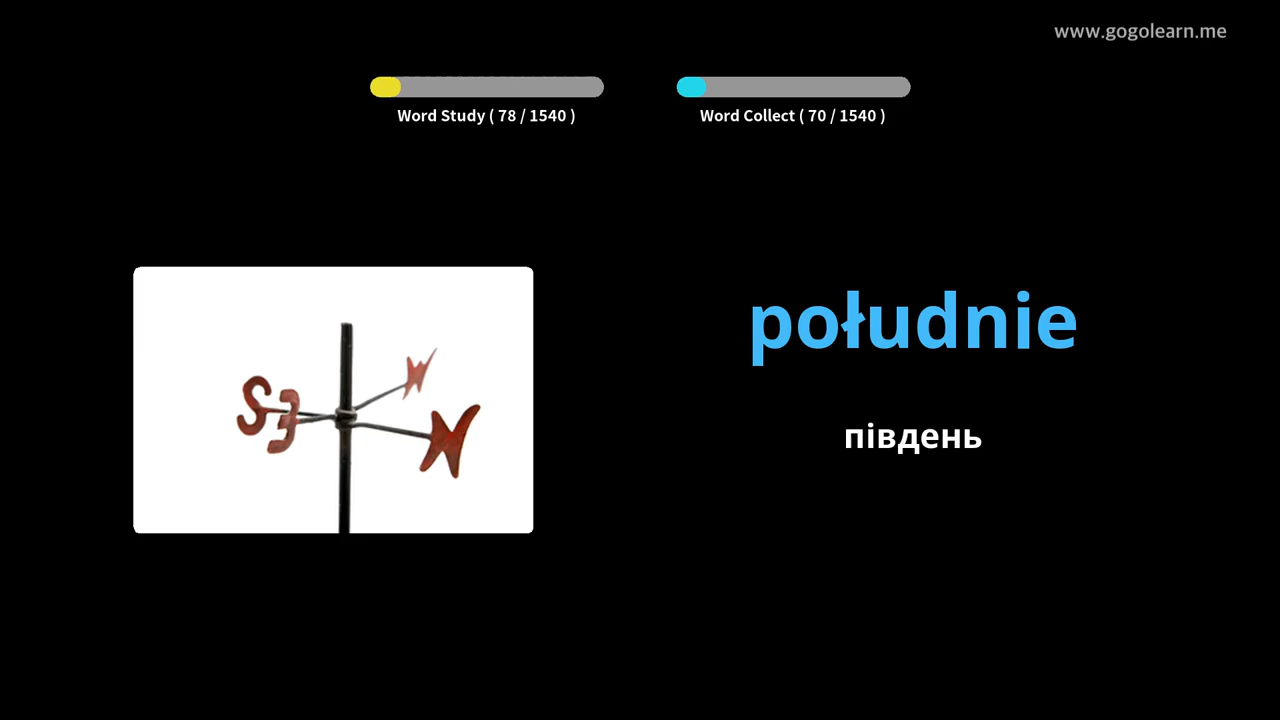 www.gogolearn.me
Word Study ( 78 / 1540 )
Word Collect ( 70 / 1540 )
południe
південь
S E N